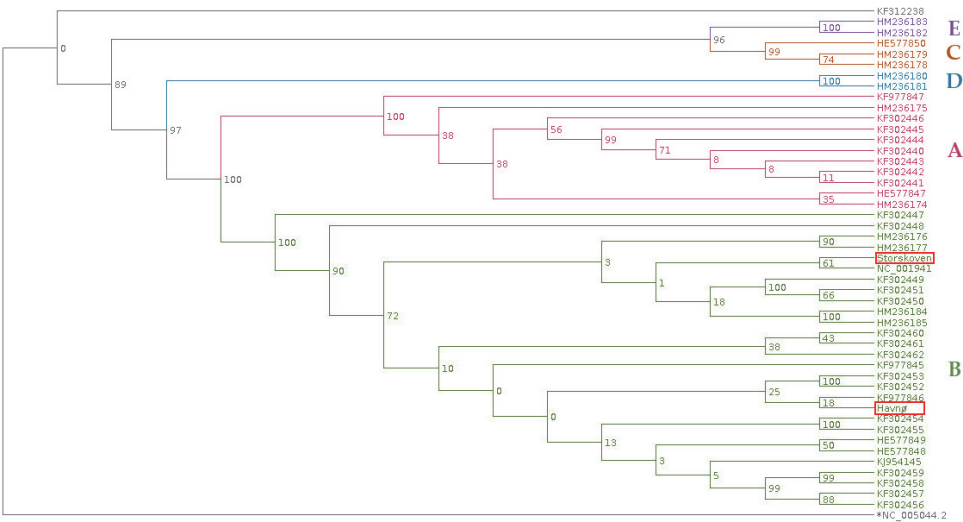 KF312238
HM236183
100 E
HM236182
96
HE577850
99 C
HM236179
74
HM236178
0
HM236180
100 D
HM236181
89
KF977847
HM236175
100
KF302446
56
KF302445
97
38
KF302444
99
KF302440
71 A
KF302443
8
38
KF302442
8
11
KF302441
100
HE577847
35
HM236174
KF302447
KF302448
HM236176
90
100
HM236177
Storskoven
3
61
NC_001941
90
KF302449
1
100
KF302451
66
KF302450
18
HM236184
72
100
HM236185
KF302460
43
KF302461
38
KF302462
KF977845
10 B
KF302453
100
KF302452
0
25
KF977846
18
Havnø
0
KF302454
100
KF302455
HE577849
13
50
HE577848
3
KJ954145
KF302459
5
99
KF302458
99
KF302457
88
KF302456
*NC_005044.2